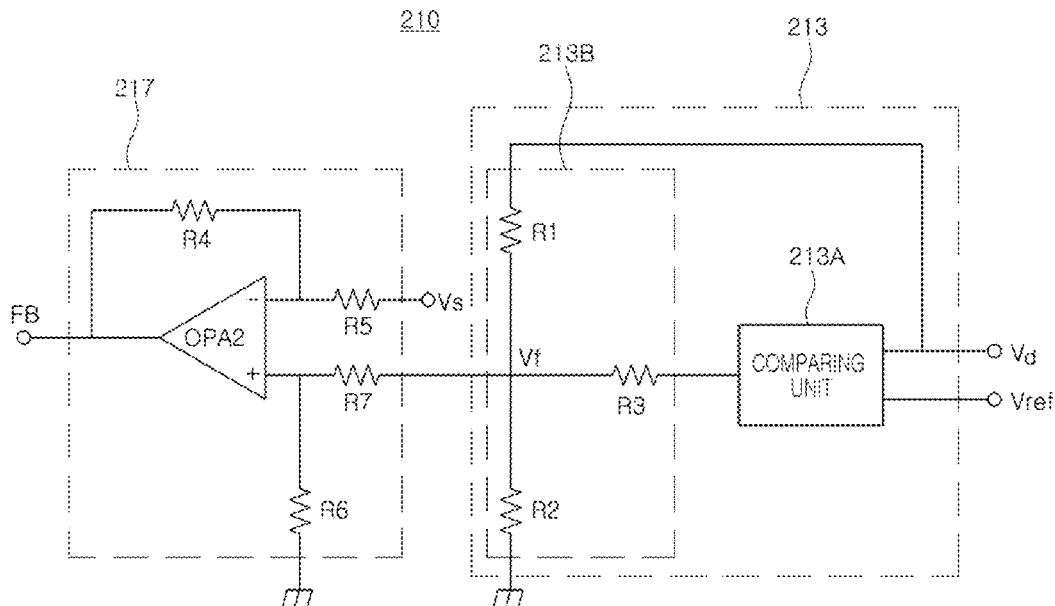 210
213
213B
217
R4
R1
213A
FB
OPA2
-
+
R5
Vs
R7
Vf
R3
COMPARING
UNIT
Vd
Vref
R6
R2